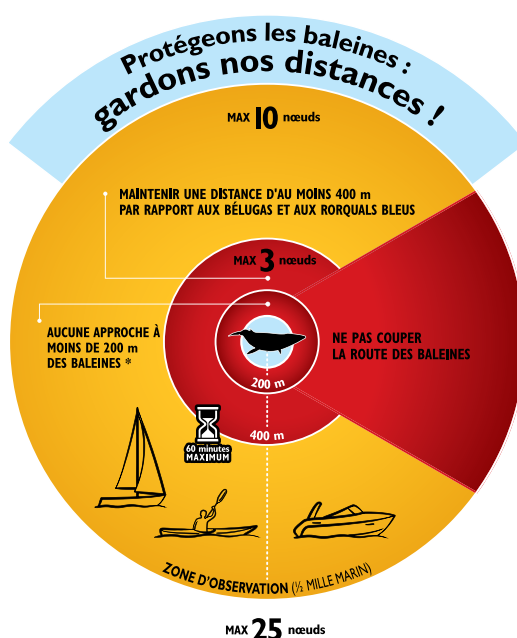 Protégeons les baleines :
gardons nos distances !
MAX 10 nœuds
MAINTENIR UNE DISTANCE D'AU MOINS 400 m
PAR RAPPORT AUX BÉLUGAS ET AUX RORQUALS BLEUS
MAX 3 nœuds
AUCUNE APPROCHE À
MOINS DE 200 m
DES BALEINES *
NE PAS COUPER
LA ROUTE DES BALEINES
200 m
400 m
60 minutes
MAXIMUM
ZONE D'OBSERVATION (½ MILLE MARIN)
MAX 25 nœuds